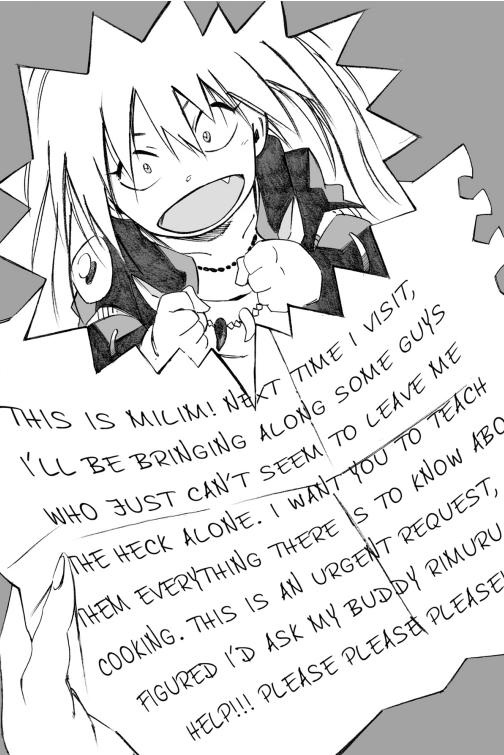 THIS IS MILIM! NEXT TIME I VISIT,
I'LL BE BRINGING ALONG SOME GUYS
WHO JUST CAN'T SEEM TO LEAVE ME
THE HECK ALONE. I WANT YOU TO TEACH
THEM EVERYTHING THERE IS TO KNOW ABO
COOKING. THIS IS AN URGENT REQUEST,
FIGURED I'D ASK MY BUDDY RIMURU
HELP!!! PLEASE PLEASE PLEASE!